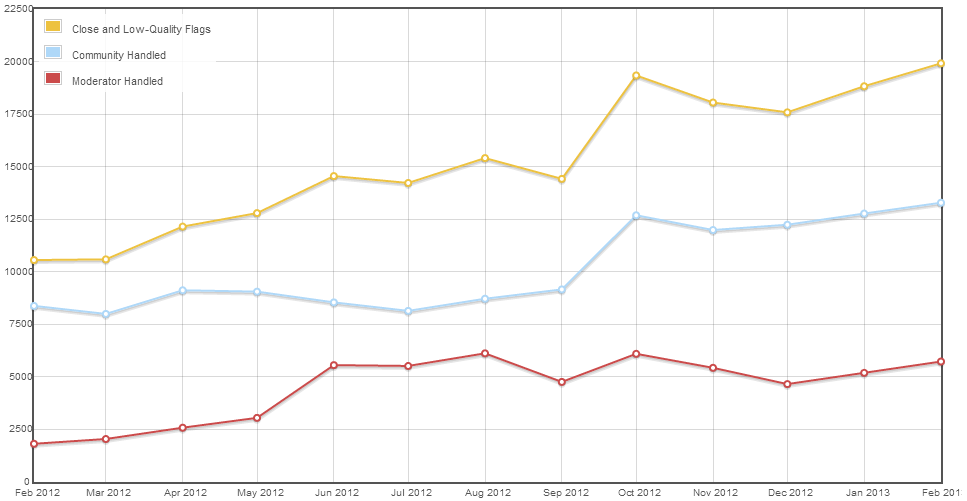 22500
20000
17500
15000
12500
10000
7500
5000
2500
0
Close and Low-Quality Flags
Community Handled
Moderator Handled
Feb 2012 Mar 2012 Apr 2012 May 2012 Jun 2012 Jul 2012 Aug 2012 Sep 2012 Oct 2012 Nov 2012 Dec 2012 Jan 2013 Feb 201